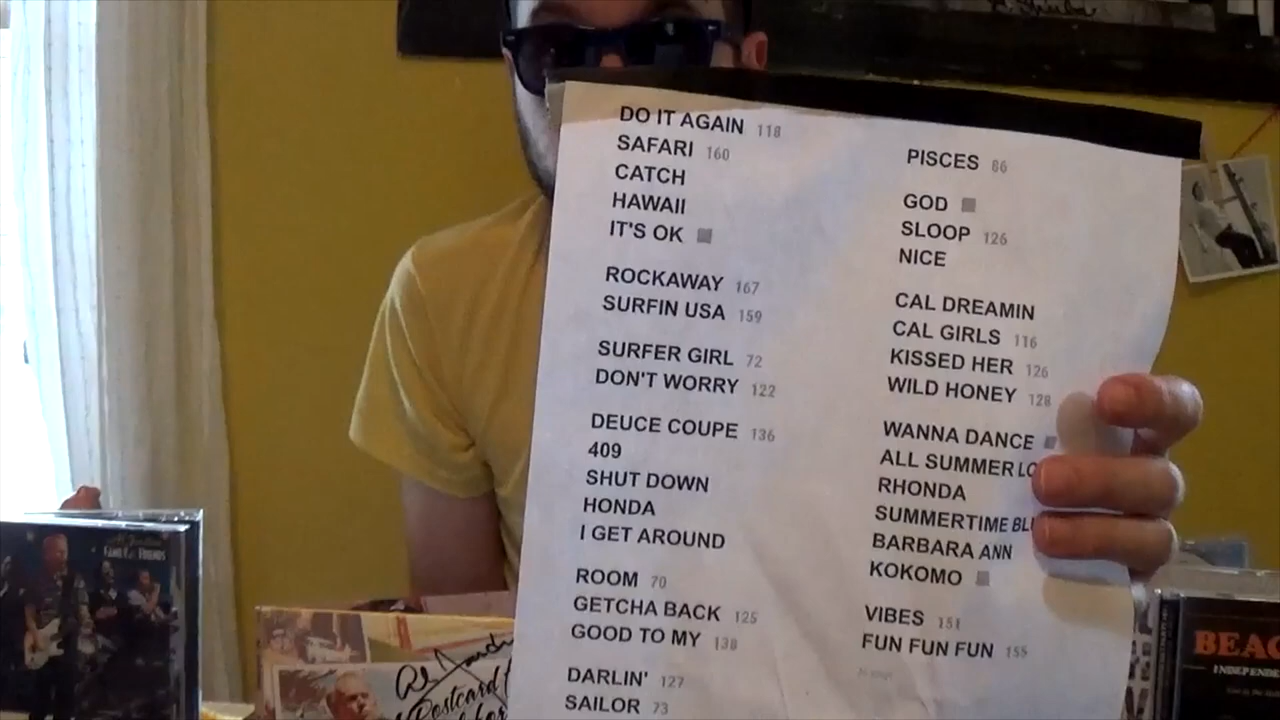 DO IT AGAIN 118
SAFARI 160
CATCH
HAWAII
IT'S OK
ROCKAWAY 167
SURFIN USA 159
SURFER GIRL 72
DON'T WORRY 122
DEUCE COUPE 136
409
SHUT DOWN
HONDA
I GET AROUND
ROOM 70
GETCHA BACK 125
GOOD TO MY 138
DARLIN' 127
SAILOR 73
PISCES 86
GOD
SLOOP 126
NICE
CAL DREAMIN
CAL GIRLS 116
KISSED HER 126
WILD HONEY 128
WANNA DANCE
ALL SUMMER LO
RHONDA
SUMMERTIME BL
BARBARA ANN
KOKOMO
VIBES 151
FUN FUN FUN 155
FRIENDS
Postcard
BEAC